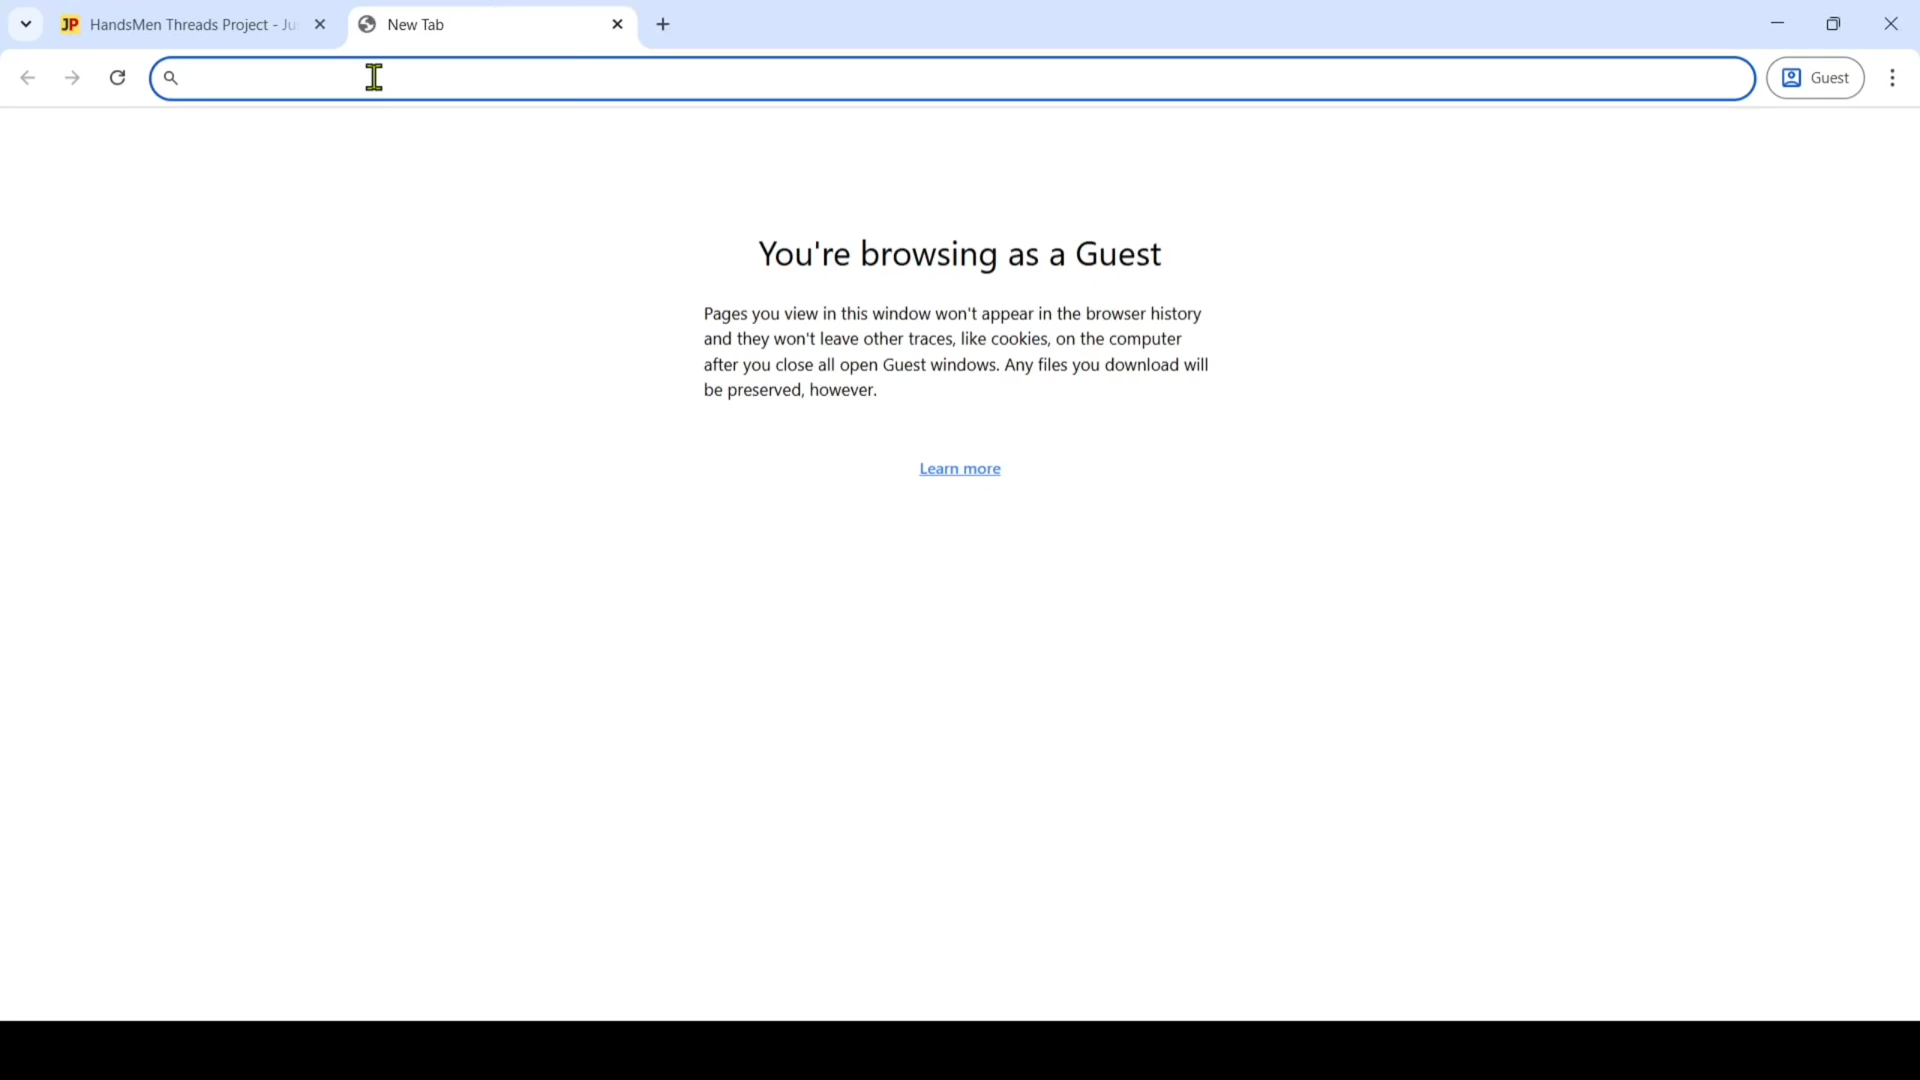 JP HandsMen Threads Project - Ju
New Tab
Guest
You're browsing as a Guest
Pages you view in this window won't appear in the browser history
and they won't leave other traces, like cookies, on the computer
after you close all open Guest windows. Any files you download will
be preserved, however.
Learn more